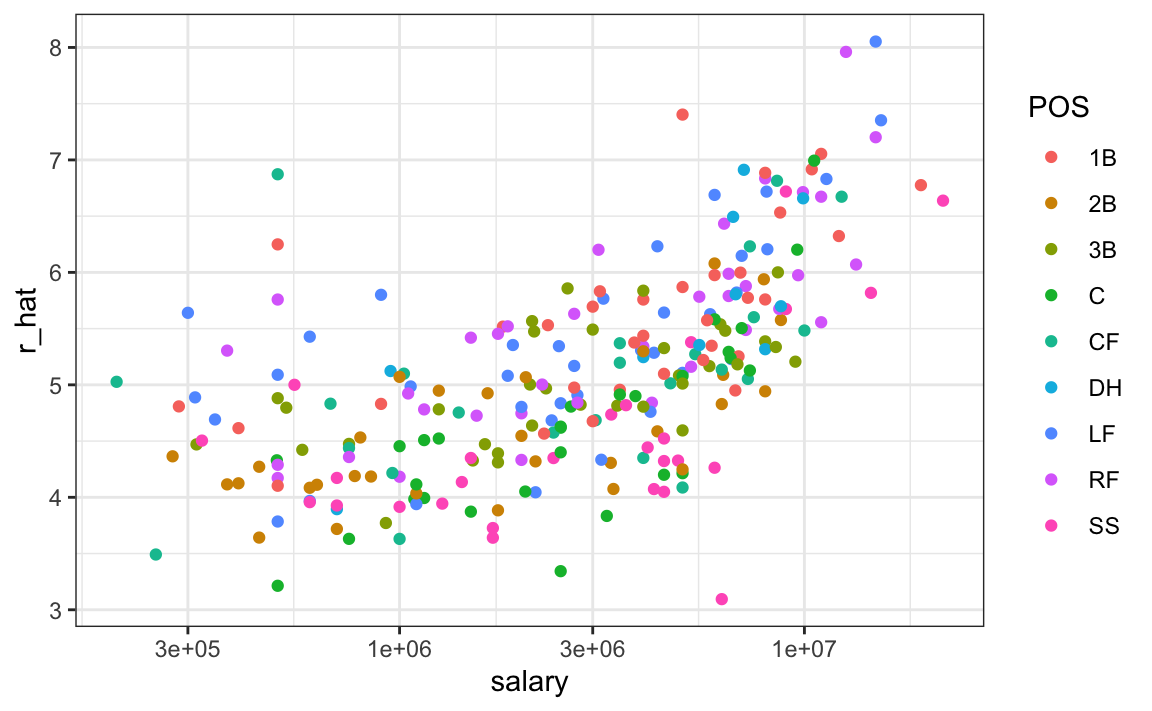 8
7
6
5
4
3
r_hat
3e+05 1e+06 3e+06 1e+07
salary
POS
1B
2B
3B
C
CF
DH
LF
RF
SS